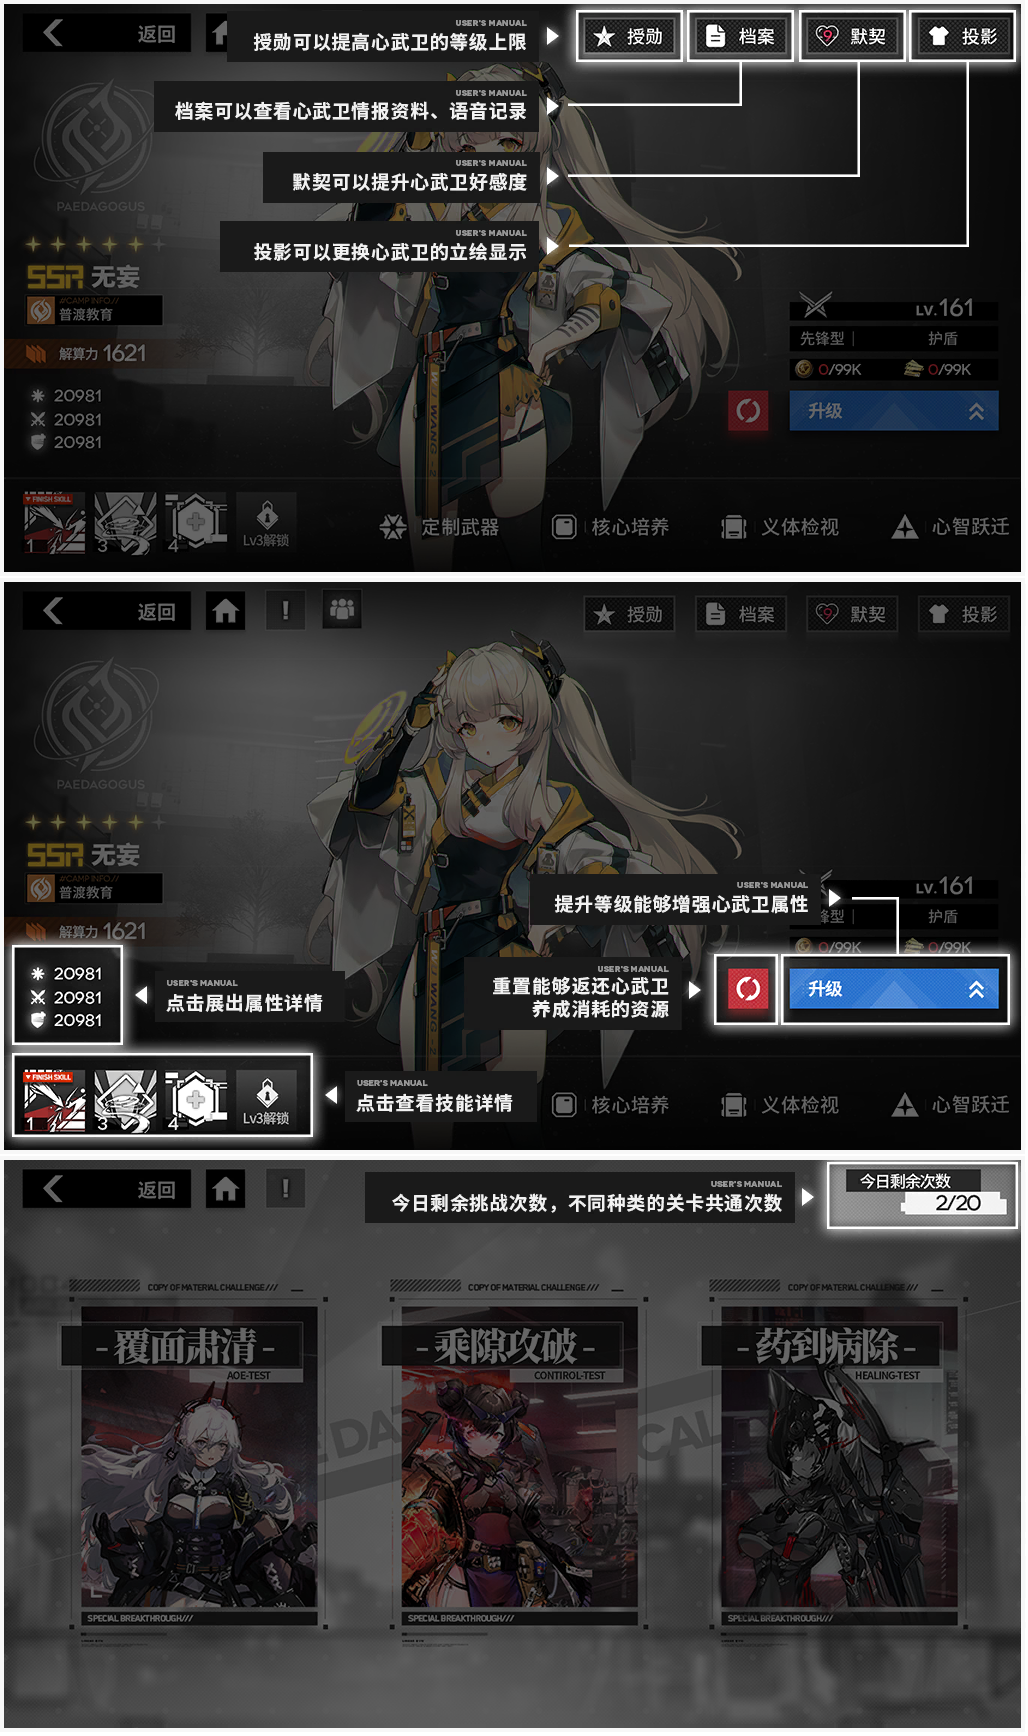 返回
USER'S MANUAL
授勋可以提高心武卫的等级上限
授勋
档案
默契
投影
USER'S MANUAL
档案可以查看心武卫情报资料、语音记录
USER'S MANUAL
默契可以提升心武卫好感度
USER'S MANUAL
投影可以更换心武卫的立绘显示
PAEDAGOGUS
SSR 无妄
//CAMP INFO//
普渡教育
解算力 1621
20981
20981
20981
LV.161
先锋型 | 护盾
0/99K 0/99K
升级
FINISH SKILL
1 3 4 Lv3解锁
WU WANG - 2
定制武器
核心培养
义体检视
心智跃迁
返回
!
授勋
档案
默契
投影
PAEDAGOGUS
SSR 无妄
//CAMP INFO//
普渡教育
解算力 1621
USER'S MANUAL
提升等级能够增强心武卫属性
LV.161
锋型 | 护盾
0/99K 0/99K
20981
20981
20981
USER'S MANUAL
点击展出属性详情
USER'S MANUAL
重置能够返还心武卫
养成消耗的资源
升级
FINISH SKILL
1 3 4 Lv3解锁
USER'S MANUAL
点击查看技能详情
核心培养
义体检视
心智跃迁
返回
!
USER'S MANUAL
今日剩余挑战次数，不同种类的关卡共通次数
今日剩余次数
2/20
COPY OF MATERIAL CHALLENGE///
COPY OF MATERIAL CHALLENGE///
COPY OF MATERIAL CHALLENGE///
-覆面肃清-
AOE-TEST
-乘隙攻破-
CONTIROL-TEST
-药到病除-
HEALING-TEST
SPECIAL BREAKTHROUGH///
SPECIAL BREAKTHROUGH///
SPECIAL BREAKTHROUGH///